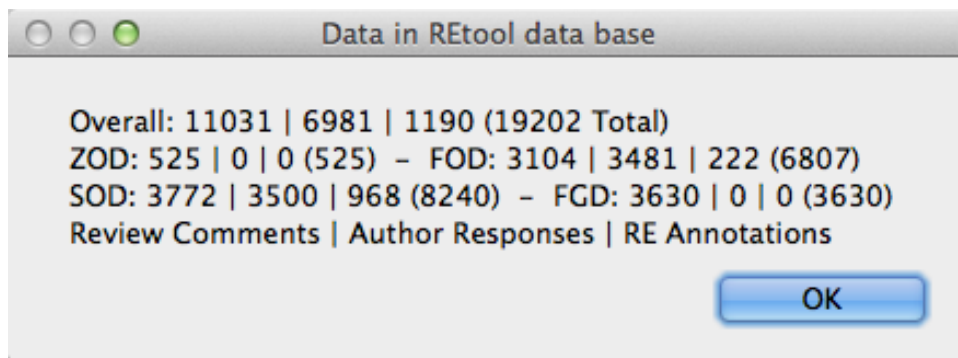 Data in REtool data base
Overall: 11031 | 6981 | 1190 (19202 Total)
ZOD: 525 | 0 | 0 (525) – FOD: 3104 | 3481 | 222 (6807)
SOD: 3772 | 3500 | 968 (8240) – FGD: 3630 | 0 | 0 (3630)
Review Comments | Author Responses | RE Annotations
OK